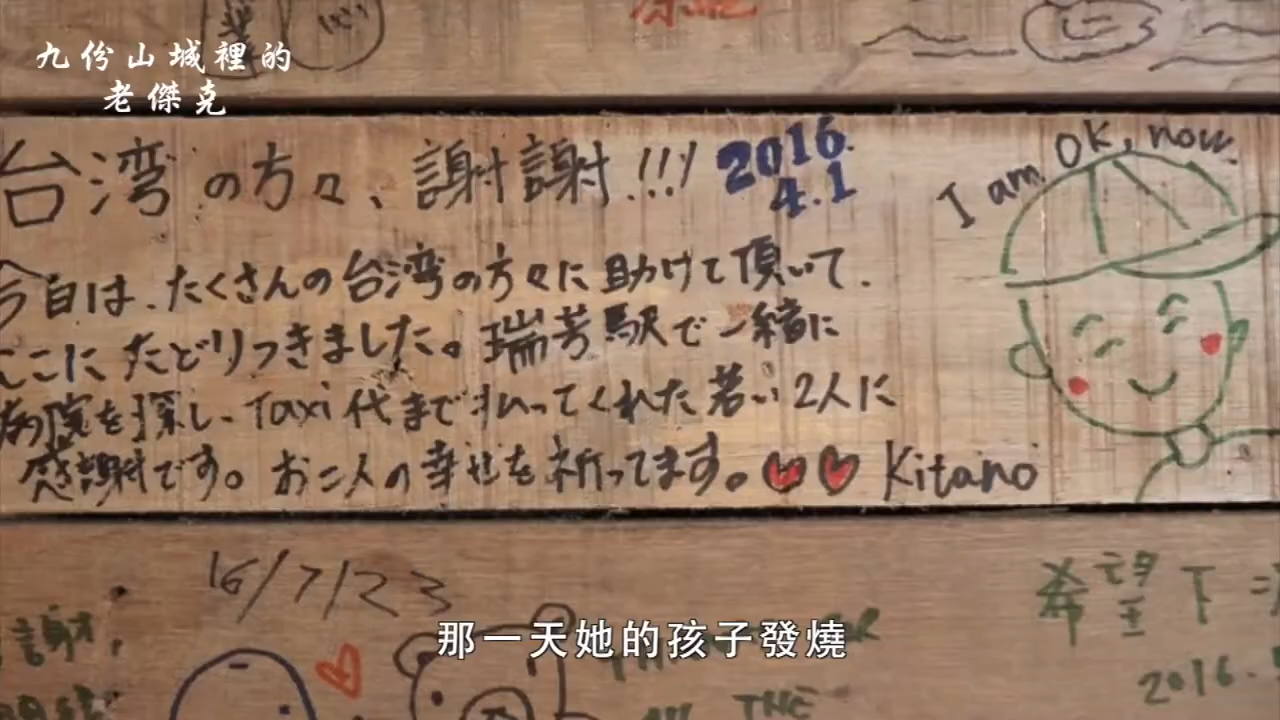 九份山城裡的
老傑克
台湾の方々、謝謝!!! 2016.
4.1
I am OK, now.
今日は、たくさんの台湾の方々に助けて頂いて、
ここにたどりつきました。瑞芳駅で一緒に
病院を探し、Taxi代まで払ってくれた若い2人に
感謝です。お二人の幸せを祈ってます。 Kitano
16/7/23
希望下
2016.
謝謝,
THE
那一天她的孩子發燒